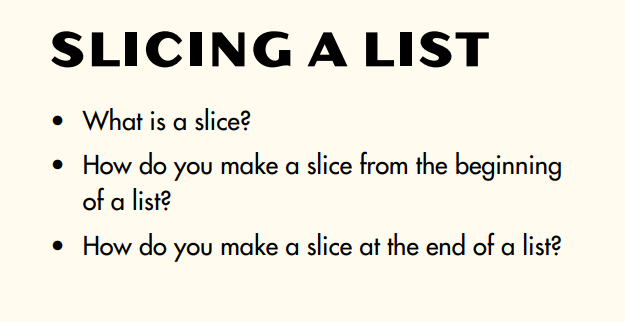 SLICING A LIST
• What is a slice?
• How do you make a slice from the beginning
of a list?
• How do you make a slice at the end of a list?